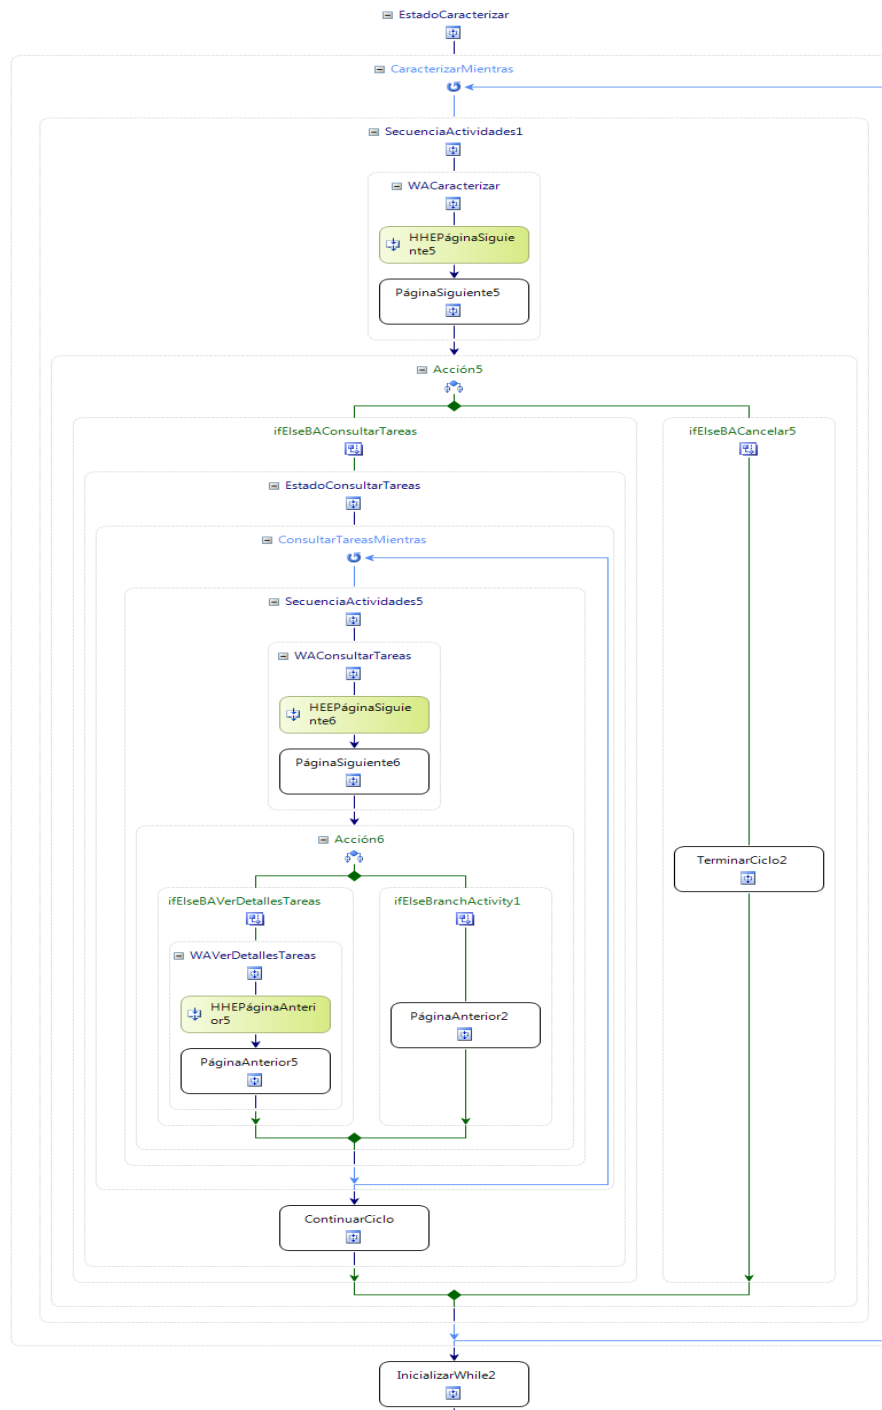 EstadoCaracterizar
CaracterizarMientras
SecuenciaActividades1
WACaracterizar
HHEPáginaSiguie
nte5
PáginaSiguiente5
Acción5
ifElseBAConsultarTareas
ifElseBACancelar5
EstadoConsultarTareas
ConsultarTareasMientras
SecuenciaActividades5
WAConsultarTareas
HEEPáginaSiguie
nte6
PáginaSiguiente6
Acción6
TerminarCiclo2
ifElseBAVerDetallesTareas
ifElseBranchActivity1
WAVerDetallesTareas
HHEPáginaAnteri
or5
PáginaAnterior2
PáginaAnterior5
ContinuarCiclo
InicializarWhile2